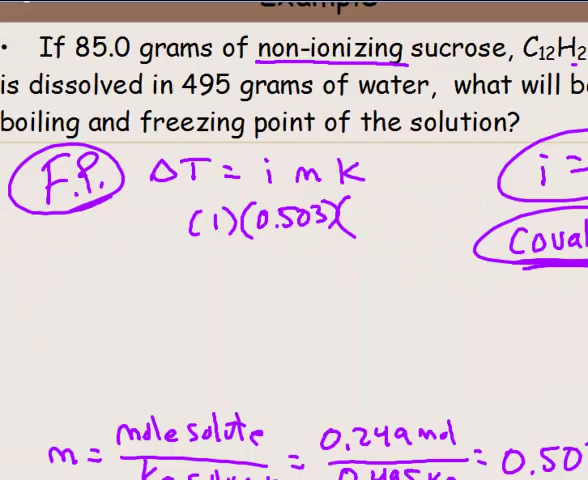 Example
· If 85.0 grams of non-ionizing sucrose, C₁₂H₂
is dissolved in 495 grams of water, what will b
boiling and freezing point of the solution?
F.P. ΔT = i m k i =
(1)(0.503)( Coval
mole solute 0.249 mol
m = = = 0.50
0.495 kg